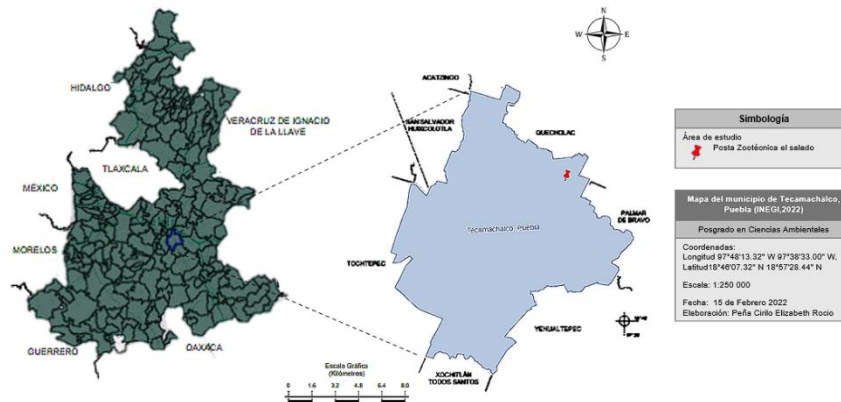 HIDALGO
VERACRUZ DE IGNACIO
DE LA LLAVE
TLAXCALA
MÉXICO
MORELOS
GUERRERO
OAXACA
N
W E
S
ACATZINGO
SAN SALVADOR
HUIXCOLOTLA
QUECHOLAC
Tecamachalco, Puebla
PALMAR
DE BRAVO
TOCHTEPEC
YEHUALTEPEC
XOCHITLÁN
TODOS SANTOS
Escala Gráfica
(Kilómetros)
0 1.6 3.2 4.8 6.4 8.0
Simbología
Área de estudio
Posta Zootécnica el salado
Mapa del municipio de Tecamachalco,
Puebla (INEGI,2022)
Posgrado en Ciencias Ambientales
Coordenadas:
Longitud 97°48'13.32" W 97°38'33.00" W,
Latitud18°46'07.32" N 18°57'28.44" N
Escala: 1:250 000
Fecha: 15 de Febrero 2022
Elaboración: Peña Cirilo Elizabeth Rocio